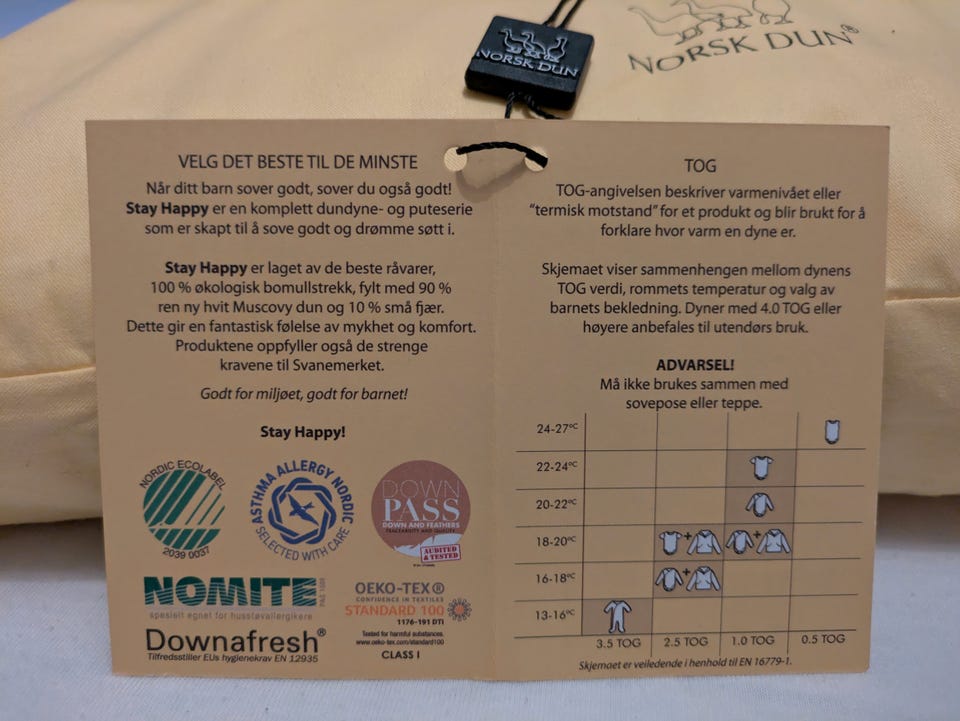 NORSK DUN
NORSK DUN®
VELG DET BESTE TIL DE MINSTE
Når ditt barn sover godt, sover du også godt!
Stay Happy er en komplett dundyne- og puteserie
som er skapt til å sove godt og drømme søtt i.
Stay Happy er laget av de beste råvarer,
100 % økologisk bomullstrekk, fylt med 90 %
ren ny hvit Muscovy dun og 10 % små fjær.
Dette gir en fantastisk følelse av mykhet og komfort.
Produktene oppfyller også de strenge
kravene til Svanemerket.
Godt for miljøet, godt for barnet!
Stay Happy!
NORDIC ECOLABEL
2039 0037
ASTHMA ALLERGY NORDIC
SELECTED WITH CARE
DOWN
PASS
DOWN AND FEATHERS
TRACEABILITY AND QUALITY
AUDITED
& TESTED
NOMITE
spesielt egnet for husstøvallergikere
Downafresh®
Tilfredsstiller EUs hygienekrav EN 12935
OEKO-TEX®
CONFIDENCE IN TEXTILES
STANDARD 100
1176-191 DTI
Tested for harmful substances.
www.oeko-tex.com/standard100
CLASS I
TOG
TOG-angivelsen beskriver varmenivået eller
“termisk motstand” for et produkt og blir brukt for å
forklare hvor varm en dyne er.
Skjemaet viser sammenhengen mellom dynens
TOG verdi, rommets temperatur og valg av
barnets bekledning. Dyner med 4.0 TOG eller
høyere anbefales til utendørs bruk.
ADVARSEL!
Må ikke brukes sammen med
sovepose eller teppe.
24-27°C
22-24°C
20-22°C
18-20°C + +
16-18°C +
13-16°C
3.5 TOG 2.5 TOG 1.0 TOG 0.5 TOG
Skjemaet er veiledende i henhold til EN 16779-1.